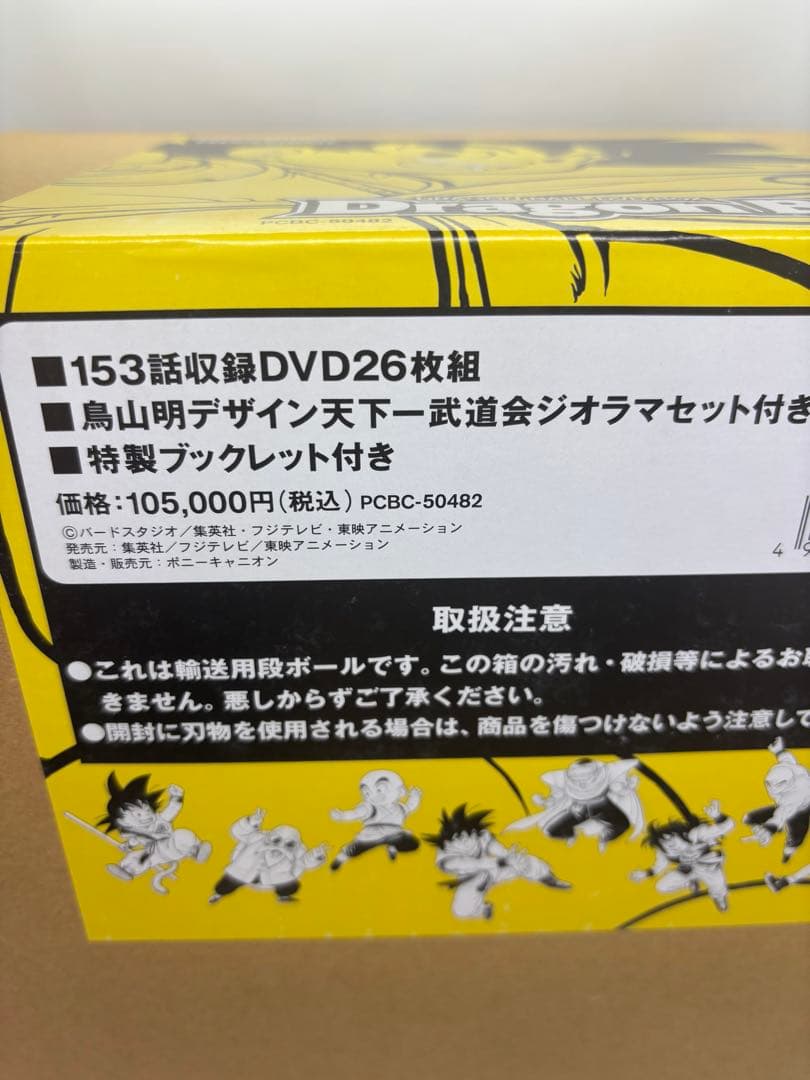 Dragon B
PCBC-50482
■153話収録DVD26枚組
■鳥山明デザイン天下一武道会ジオラマセット付き
■特製ブックレット付き
価格:105,000円(税込) PCBC-50482
©バードスタジオ/集英社・フジテレビ・東映アニメーション
発売元:集英社/フジテレビ/東映アニメーション
製造・販売元:ポニーキャニオン
4 9
取扱注意
●これは輸送用段ボールです。この箱の汚れ・破損等によるお
きません。悪しからずご了承ください。
●開封に刃物を使用される場合は、商品を傷つけないよう注意して